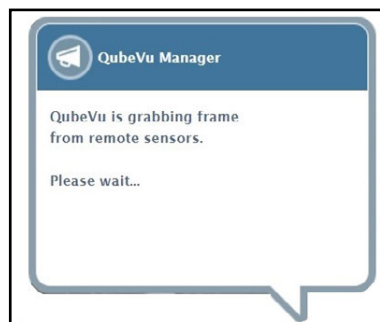 QubeVu Manager
QubeVu is grabbing frame
from remote sensors.
Please wait...